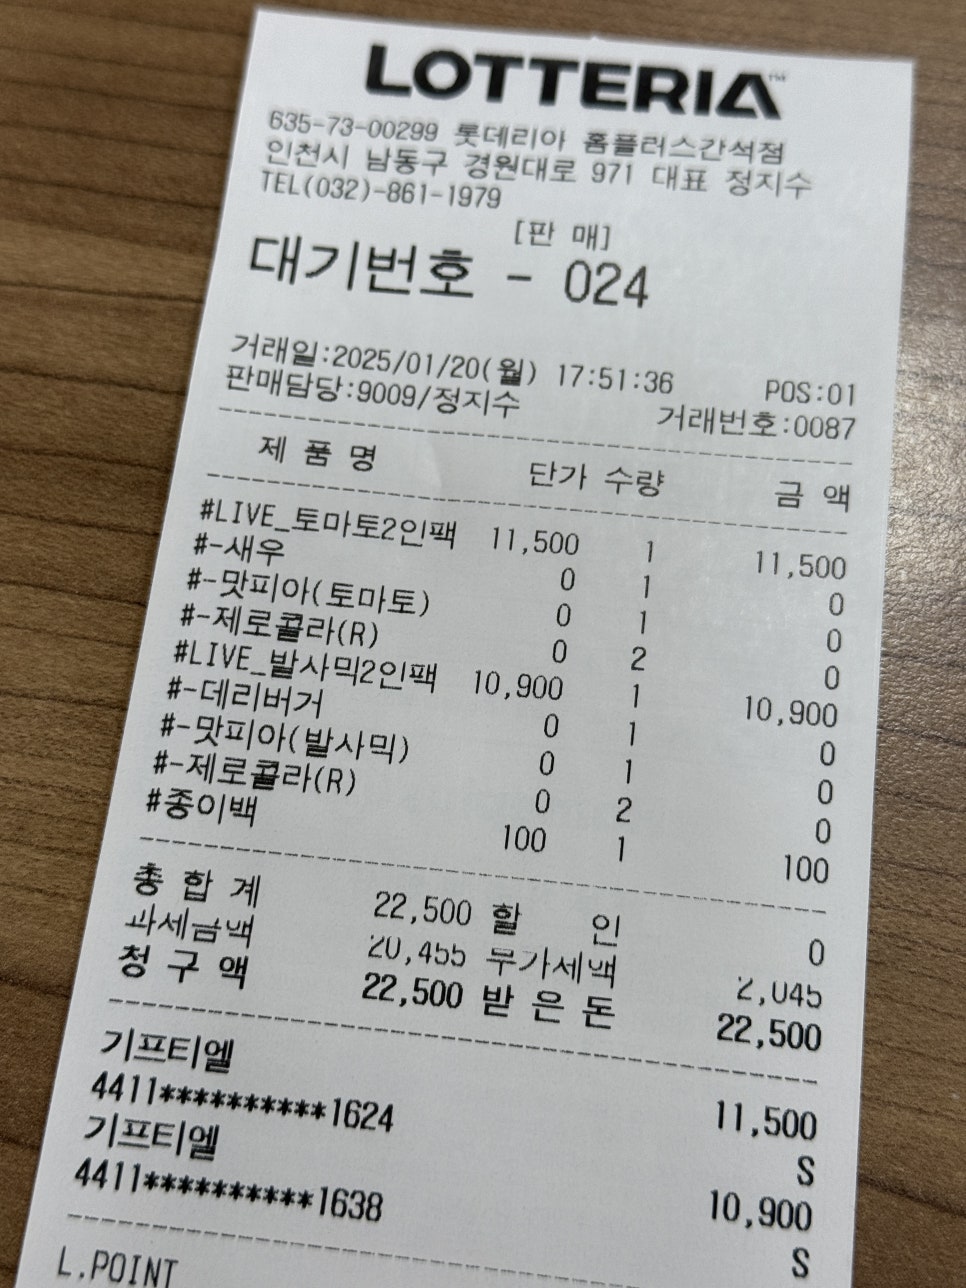 LOTTERIA™
635-73-00299 롯데리아 홈플러스간석점
인천시 남동구 경원대로 971 대표 정지수
TEL(032)-861-1979
[판 매]
대기번호 - 024
거래일:2025/01/20(월) 17:51:36 POS:01
판매담당:9009/정지수 거래번호:0087
제 품 명 단가 수량 금 액
#LIVE_토마토2인팩 11,500 1 11,500
#-새우 0 1 0
#-맛피아(토마토) 0 1 0
#-제로콜라(R) 0 2 0
#LIVE_발사믹2인팩 10,900 1 10,900
#-데리버거 0 1 0
#-맛피아(발사믹) 0 1 0
#-제로콜라(R) 0 2 0
#종이백 100 1 100
총 합 계 22,500 할 인 0
과세금액 20,455 부가세액 2,045
청 구 액 22,500 받 은 돈 22,500
기프티엘
4411**********1624 11,500
S
기프티엘
4411**********1638 10,900
S
L.POINT